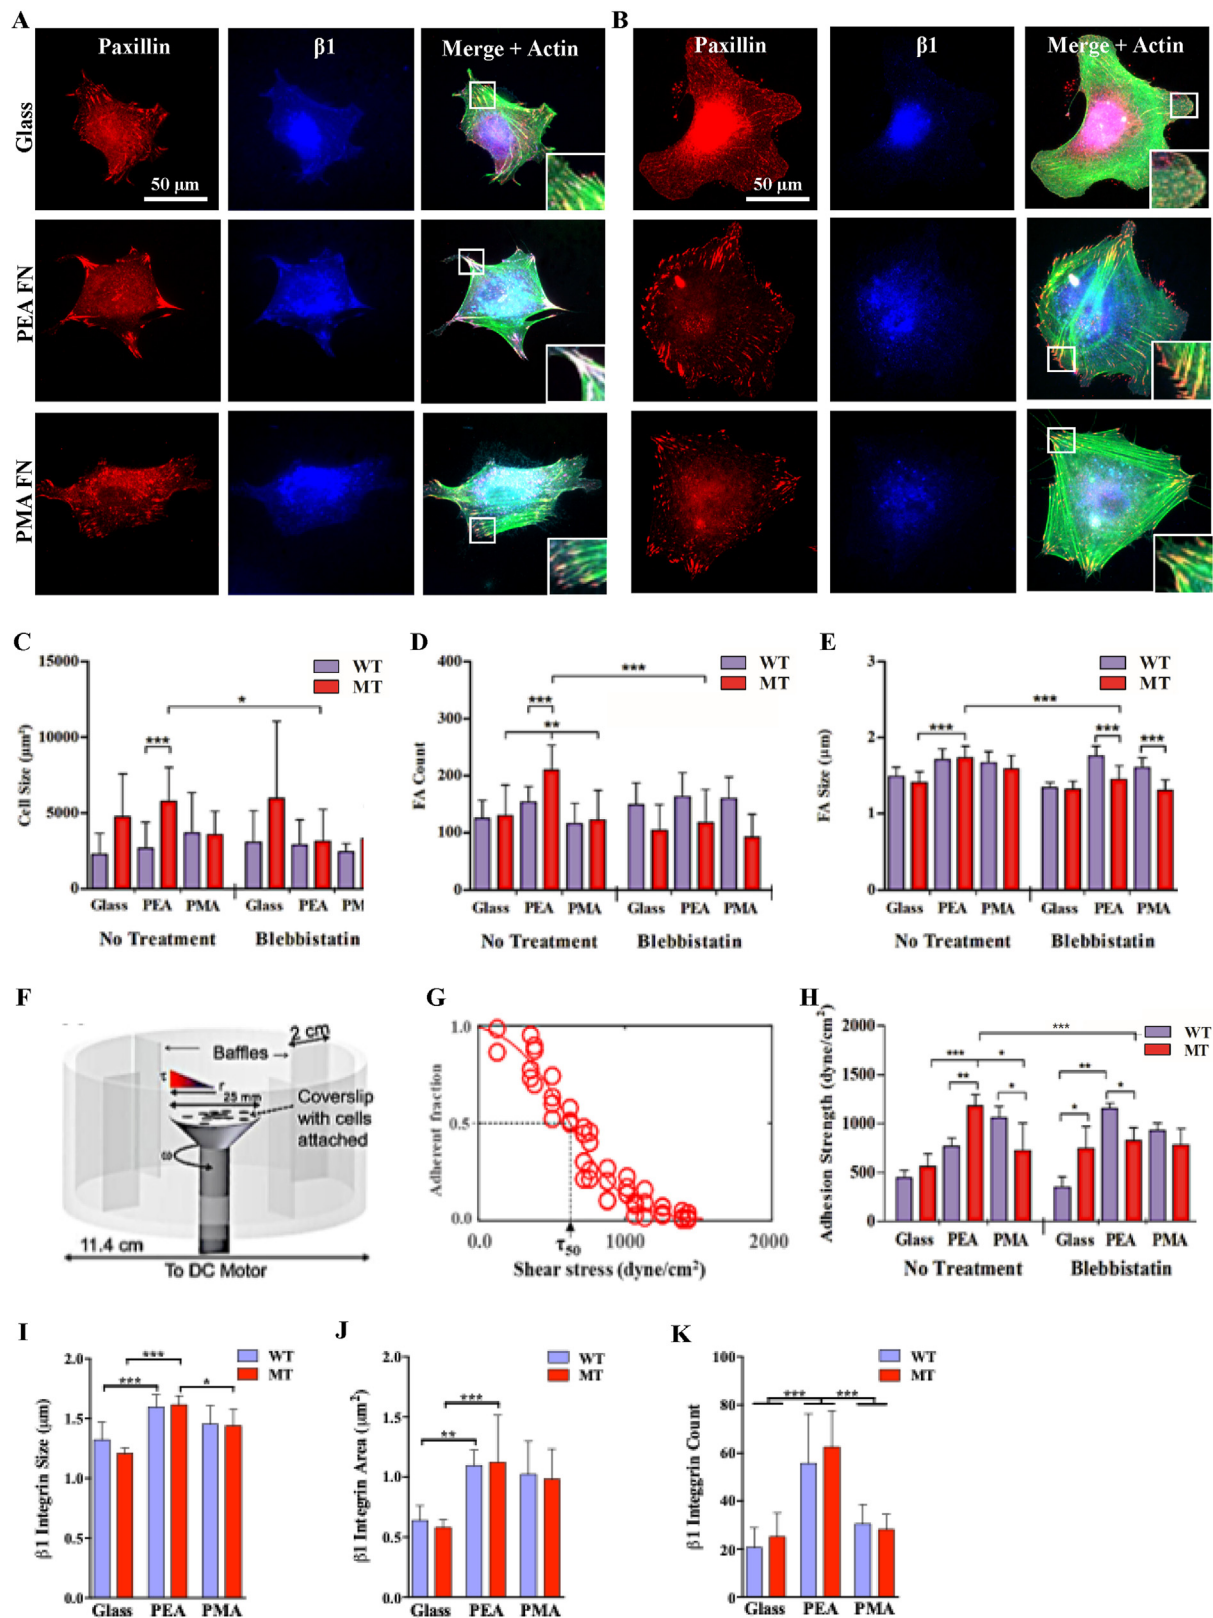 A
B
Paxillin
β1
Merge + Actin
Paxillin
β1
Merge + Actin
Glass
50 μm
50 μm
PEA FN
PMA FN
C
D
E
15000
10000
5000
0
Cell Size (μm²)
WT
MT
*
***
Glass
PEA
PMA
Glass
PEA
PM
No Treatment
Blebbistatin
400
300
200
100
0
FA Count
WT
MT
***
***
**
Glass
PEA
PMA
Glass
PEA
PMA
No Treatment
Blebbistatin
3
2
1
0
FA Size (μm)
WT
MT
***
***
***
***
Glass
PEA
PMA
Glass
PEA
PMA
No Treatment
Blebbistatin
F
G
H
2 cm
Baffles
τ
r
25 mm
Coverslip
with cells
attached
ω
11.4 cm
To DC Motor
1.0
0.5
0.0
Adherent fraction
0.0
τ50
1000
2000
Shear stress (dyne/cm²)
2000
1500
1000
500
0
Adhesion Strength (dyne/cm²)
WT
MT
***
***
*
**
*
**
*
*
Glass
PEA
PMA
Glass
PEA
PMA
No Treatment
Blebbistatin
I
J
K
2.0
1.5
1.0
0.5
0.0
β1 Integrin Size (μm)
WT
MT
***
***
*
Glass
PEA
PMA
2.0
1.5
1.0
0.5
0.0
β1 Integrin Area (μm²)
WT
MT
***
**
Glass
PEA
PMA
100
80
60
40
20
0
β1 Integgrin Count
WT
MT
***
***
Glass
PEA
PMA